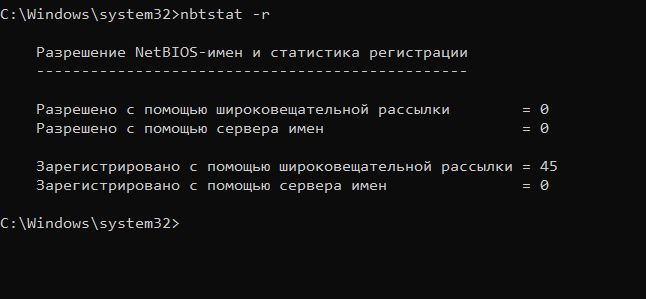 C:\Windows\system32>nbtstat -r
Разрешение NetBIOS-имен и статистика регистрации
------------------------------------------------
Разрешено с помощью широковещательной рассылки = 0
Разрешено с помощью сервера имен = 0
Зарегистрировано с помощью широковещательной рассылки = 45
Зарегистрировано с помощью сервера имен = 0
C:\Windows\system32>